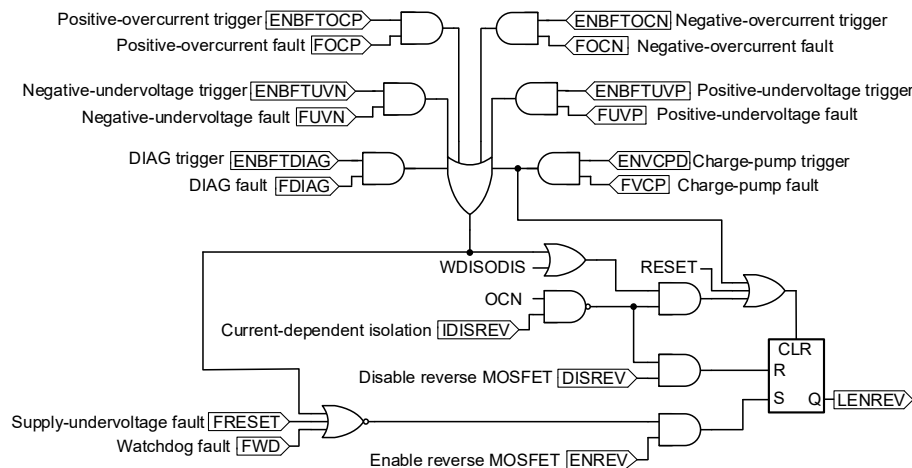 Positive-overcurrent trigger ENBFTOCP
ENBFTOCN Negative-overcurrent trigger
Positive-overcurrent fault FOCP
FOCN Negative-overcurrent fault
Negative-undervoltage trigger ENBFTUVN
ENBFTUVP Positive-undervoltage trigger
Negative-undervoltage fault FUVN
FUVP Positive-undervoltage fault
DIAG trigger ENBFTDIAG
ENVCPD Charge-pump trigger
DIAG fault FDIAG
FVCP Charge-pump fault
WDISODIS
RESET
OCN
Current-dependent isolation IDISREV
CLR
R
Disable reverse MOSFET DISREV
S Q LENREV
Supply-undervoltage fault FRESET
Watchdog fault FWD
Enable reverse MOSFET ENREV